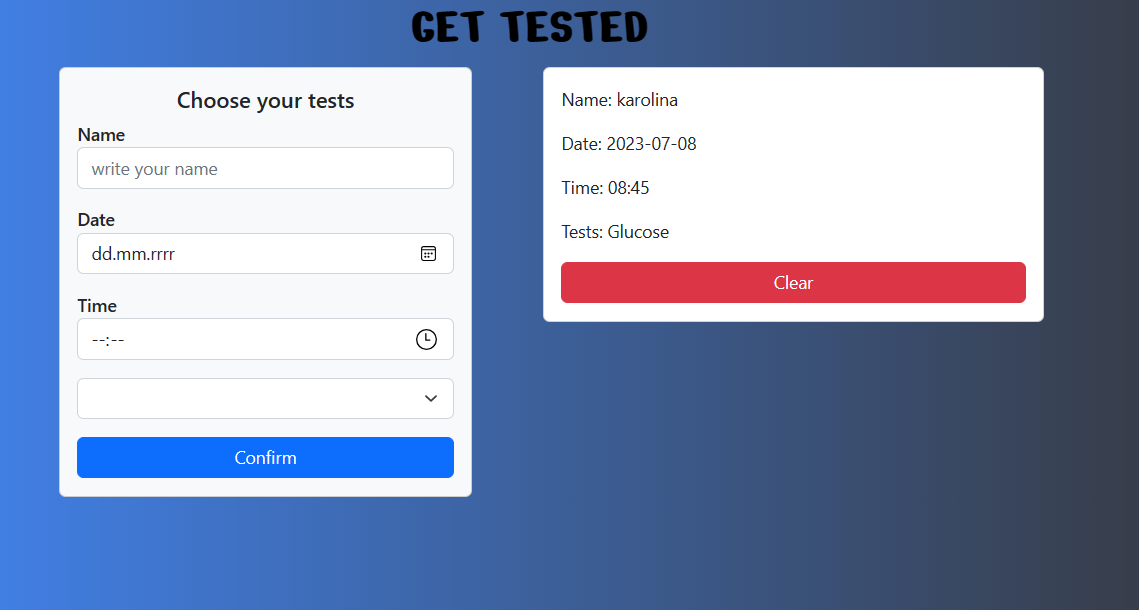 GET TESTED
Choose your tests
Name
write your name
Date
dd.mm.rrrr
Time
--:--
Confirm
Name: karolina
Date: 2023-07-08
Time: 08:45
Tests: Glucose
Clear